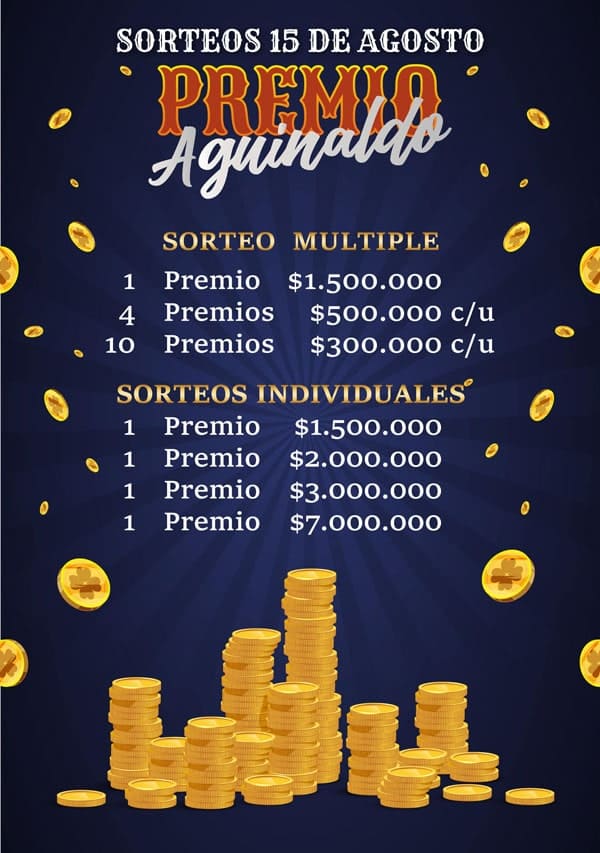 SORTEOS 15 DE AGOSTO
PREMIO
Aguinaldo
SORTEO MULTIPLE
1 Premio $1.500.000
4 Premios $500.000 c/u
10 Premios $300.000 c/u
SORTEOS INDIVIDUALES
1 Premio $1.500.000
1 Premio $2.000.000
1 Premio $3.000.000
1 Premio $7.000.000